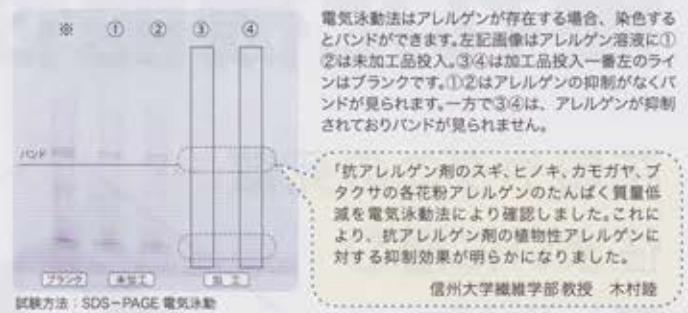 ※ ① ② ③ ④
バンド
ブランク 未加工 加工
試験方法：SDS－PAGE 電気泳動
電気泳動法はアレルゲンが存在する場合、染色する
とバンドができます。左記画像はアレルゲン溶液に①
②は未加工品投入。③④は加工品投入一番左のライ
ンはブランクです。①②はアレルゲンの抑制がなくバ
ンドが見られます。一方で③④は、アレルゲンが抑制
されておりバンドが見られません。
「抗アレルゲン剤のスギ、ヒノキ、カモガヤ、ブ
タクサの各花粉アレルゲンのたんぱく質量低
減を電気泳動法により確認しました。これに
より、抗アレルゲン剤の植物性アレルゲンに
対する抑制効果が明らかになりました。
信州大学繊維学部教授 木村睦